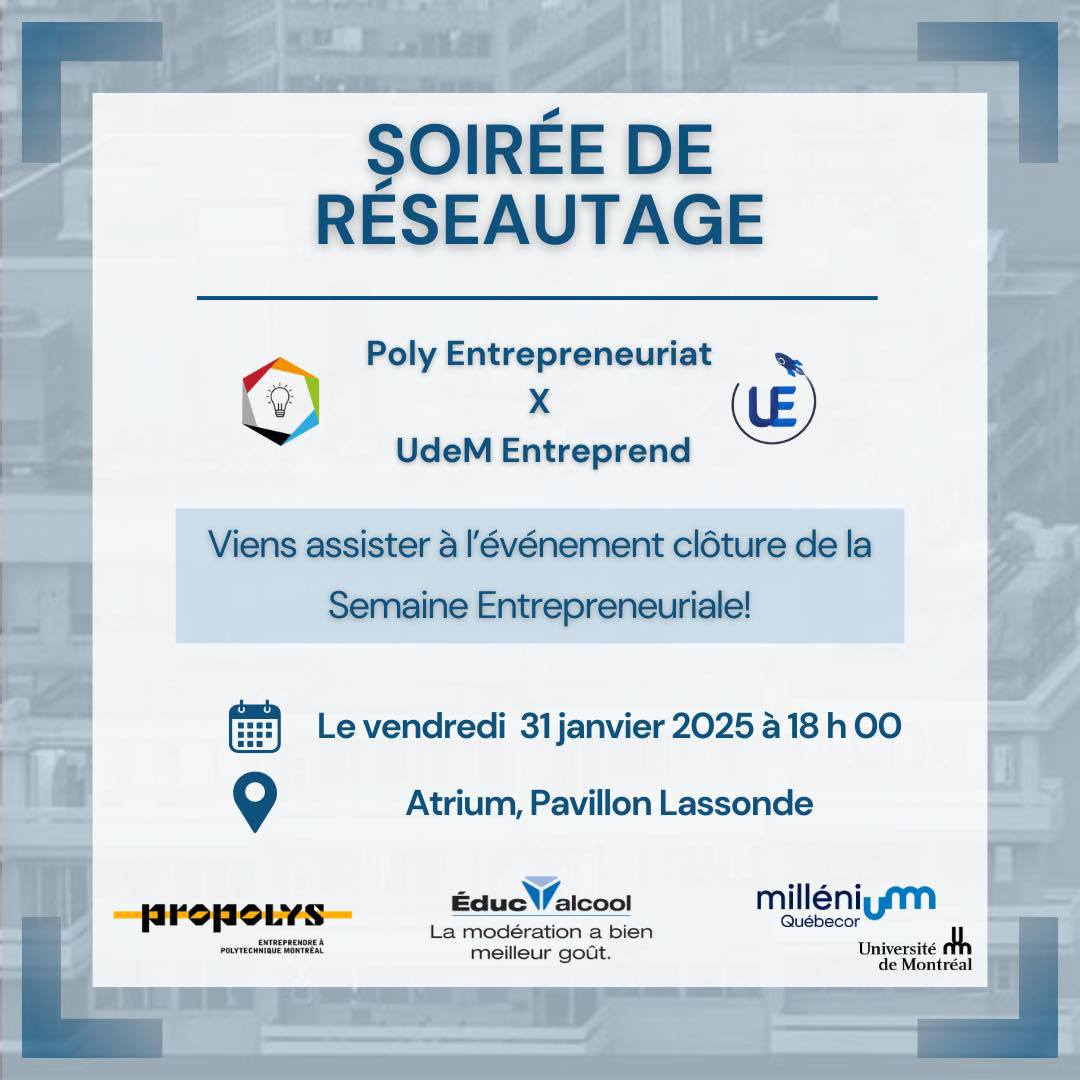 SOIRÉE DE
RÉSEAUTAGE
Poly Entrepreneuriat
X
UdeM Entreprend
UE
Viens assister à l’événement clôture de la
Semaine Entrepreneuriale!
Le vendredi 31 janvier 2025 à 18 h 00
Atrium, Pavillon Lassonde
propolys
ENTREPRENDRE À
POLYTECHNIQUE MONTRÉAL
Éduc alcool
La modération a bien
meilleur goût.
millénium
Québecor
Université
de Montréal